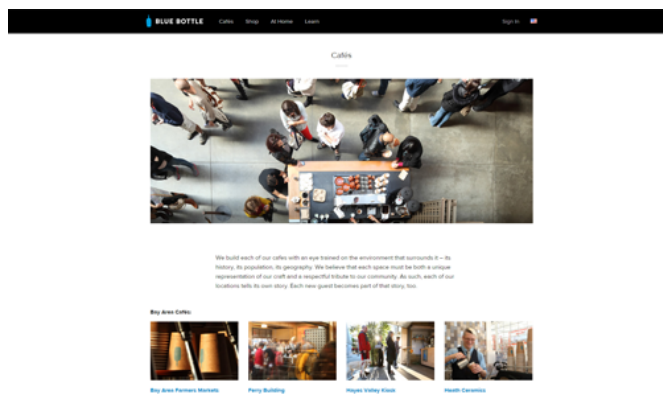 BLUE BOTTLE Cafés Shop At Home Learn Sign In
Cafés
We build each of our cafes with an eye trained on the environment that surrounds it – its
history, its population, its geography. We believe that each space must be both a unique
representation of our craft and a respectful tribute to our community. As such, each of our
locations tells its own story. Each new guest becomes part of that story, too.
Bay Area Cafés:
Bay Area Farmers Markets Ferry Building Hayes Valley Kiosk Heath Ceramics